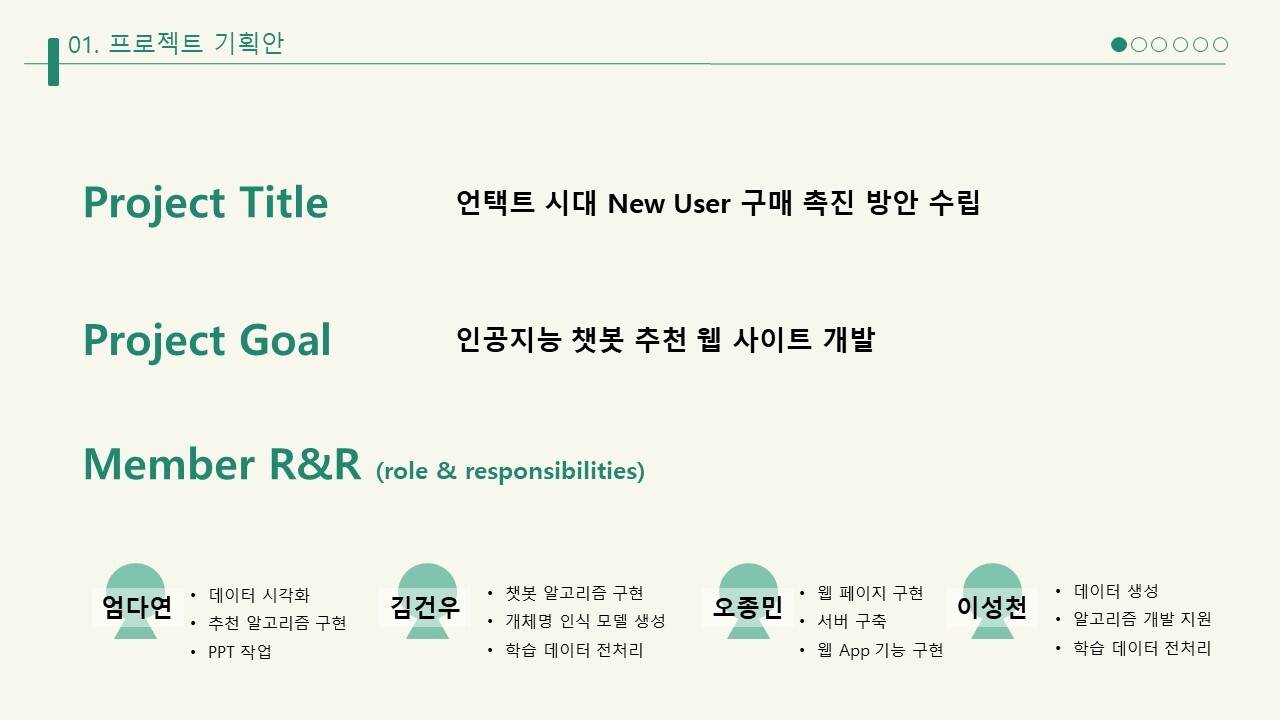 01. 프로젝트 기획안
Project Title
언택트 시대 New User 구매 촉진 방안 수립
Project Goal
인공지능 챗봇 추천 웹 사이트 개발
Member R&R (role & responsibilities)
엄다연
• 데이터 시각화
• 추천 알고리즘 구현
• PPT 작업
김건우
• 챗봇 알고리즘 구현
• 개체명 인식 모델 생성
• 학습 데이터 전처리
오종민
• 웹 페이지 구현
• 서버 구축
• 웹 App 기능 구현
이성천
• 데이터 생성
• 알고리즘 개발 지원
• 학습 데이터 전처리